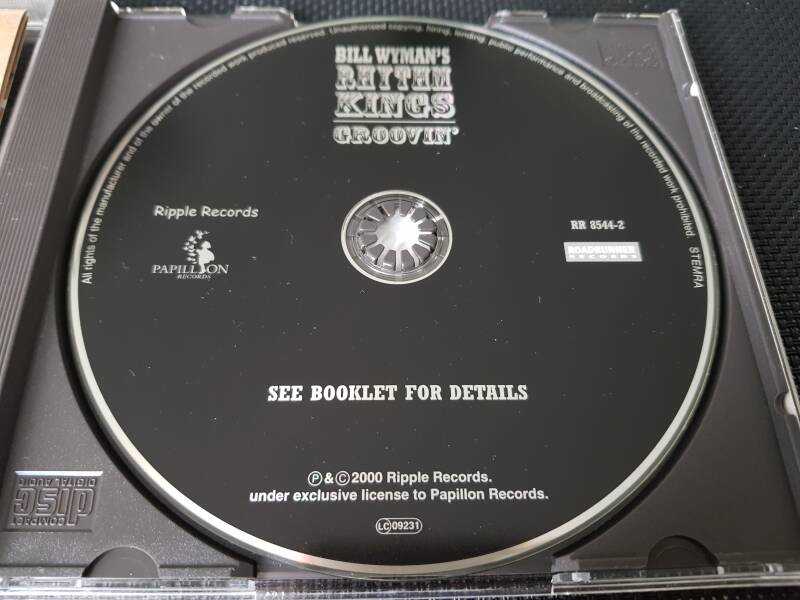 All rights of the manufacturer and of the owner of the recorded work produced reserved. Unauthorised copying, hiring, lending, public performance and broadcasting of the recorded work prohibited. STEMRA
BILL WYMAN'S
RHYTHM
KINGS
GROOVIN'
Ripple Records
PAPILLON
RECORDS
RR 8544-2
ROADRUNNER
RECORDS
SEE BOOKLET FOR DETAILS
Ⓟ&©2000 Ripple Records.
under exclusive license to Papillon Records.
LC 09231
COMPACT
disc
DIGITAL AUDIO